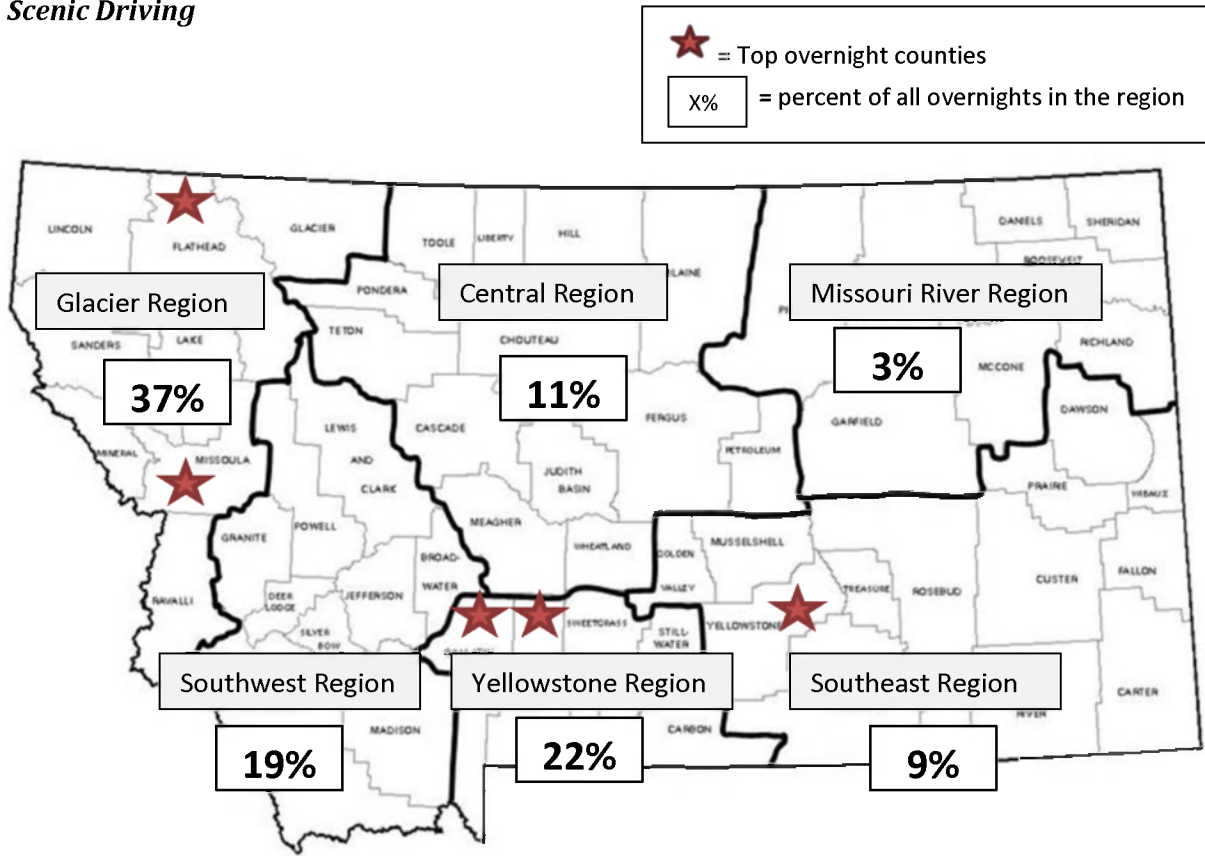 Scenic Driving
= Top overnight counties
X% = percent of all overnights in the region
LINCOLN
FLATHEAD
GLACIER
TOOLE
LIBERTY
HILL
DANIELS
SHERIDAN
ROOSEVELT
PONDERA
Glacier Region
Central Region
Missouri River Region
TETON
SANDERS
LAKE
CHOUTEAU
RICHLAND
37%
11%
3%
MCCONE
DAWSON
LEWIS
AND
CLARK
CASCADE
FERGUS
GARFIELD
MINERAL
MISSOULA
JUDITH
BASIN
PETROLEUM
PRAIRIE
WIBAUX
GRANITE
POWELL
MEAGHER
WHEATLAND
GOLDEN
VALLEY
MUSSELSHELL
BROAD-
WATER
RAVALLI
DEER
LODGE
JEFFERSON
SILVER
BOW
SWEETGRASS
STILL-
WATER
YELLOWSTONE
TREASURE
ROSEBUD
CUSTER
FALLON
Southwest Region
Yellowstone Region
Southeast Region
CARTER
MADISON
CARBON
RIVER
19%
22%
9%